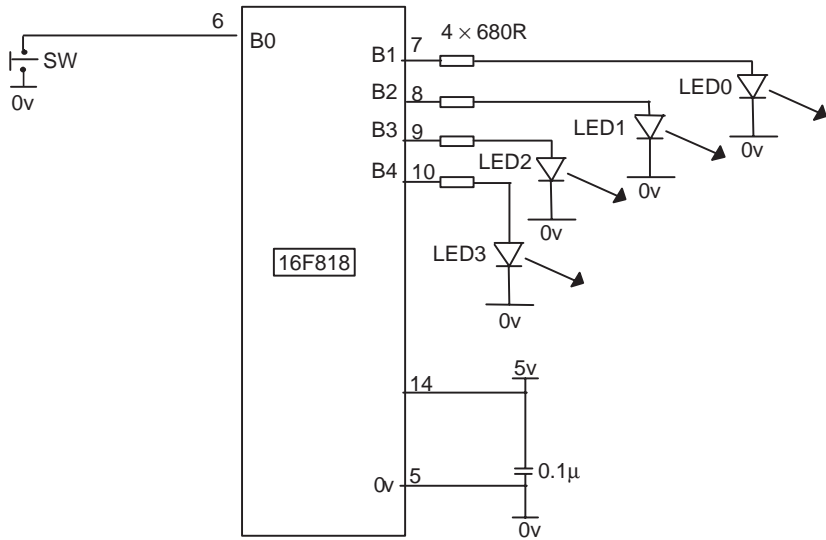 6
B0
SW
0v
B1 7 4 × 680R
LED0
0v
B2 8
LED1
0v
B3 9
LED2
0v
B4 10
LED3
0v
16F818
5v
14
0.1µ
0v 5
0v